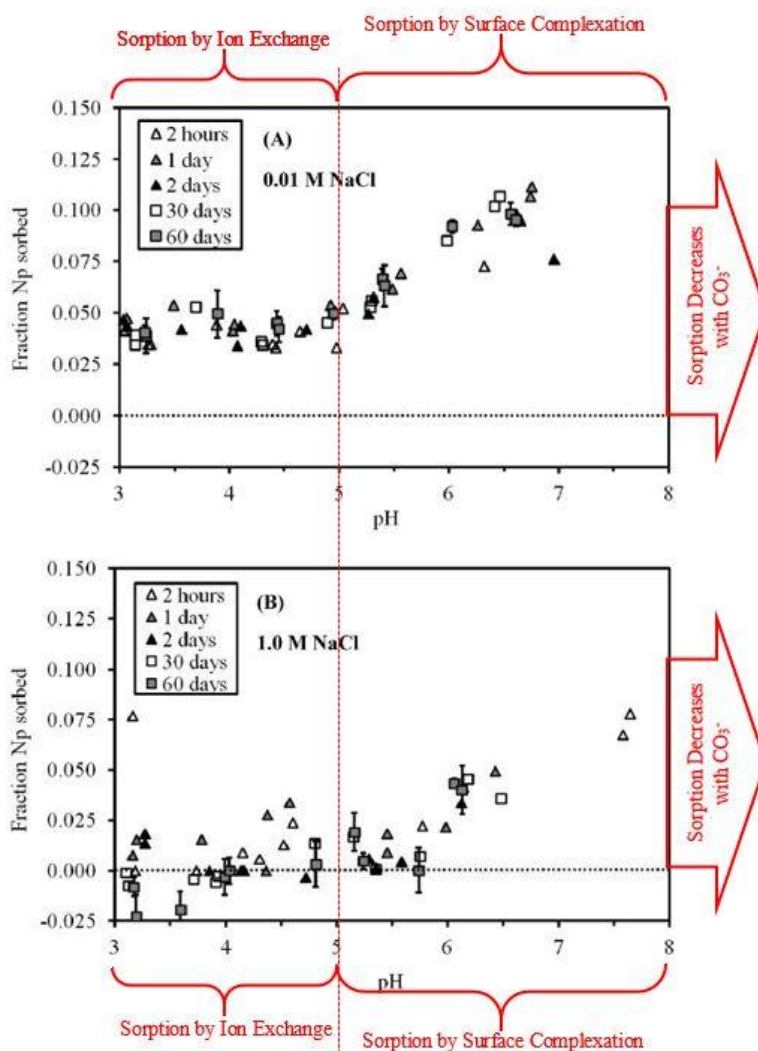 Sorption by Ion Exchange
Sorption by Surface Complexation
0.150
0.125
0.100
0.075
0.050
0.025
0.000
-0.025
Fraction Np sorbed
2 hours
1 day
2 days
30 days
60 days
(A)
0.01 M NaCl
3 4 5 6 7 8
pH
Sorption Decreases
with CO₃⁻
0.150
0.125
0.100
0.075
0.050
0.025
0.000
-0.025
Fraction Np sorbed
2 hours
1 day
2 days
30 days
60 days
(B)
1.0 M NaCl
3 4 5 6 7 8
pH
Sorption Decreases
with CO₃⁻
Sorption by Ion Exchange
Sorption by Surface Complexation